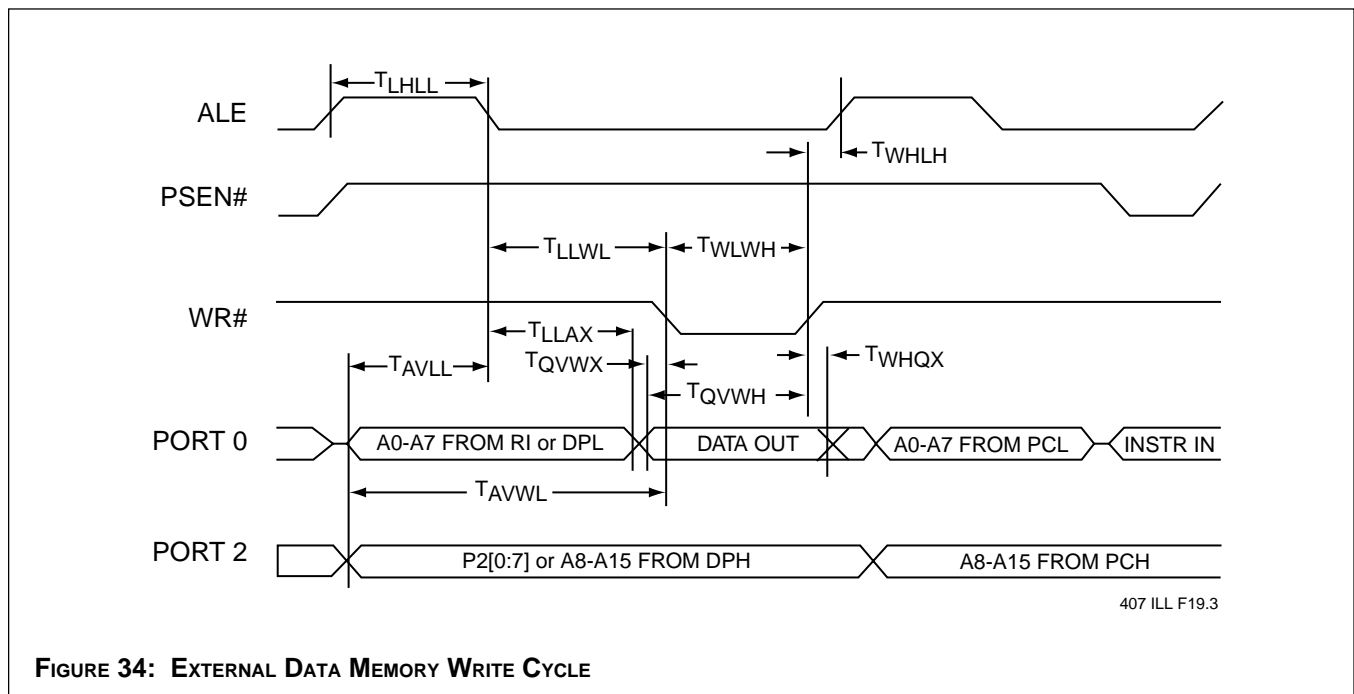 TLHLL
ALE
TWHLH
PSEN#
TLLWL
TWLWH
WR#
TLLAX
TAVLL
TQVWX
TWHQX
TQVWH
PORT 0
A0-A7 FROM RI or DPL
DATA OUT
A0-A7 FROM PCL
INSTR IN
TAVWL
PORT 2
P2[0:7] or A8-A15 FROM DPH
A8-A15 FROM PCH
407 ILL F19.3
FIGURE 34: EXTERNAL DATA MEMORY WRITE CYCLE